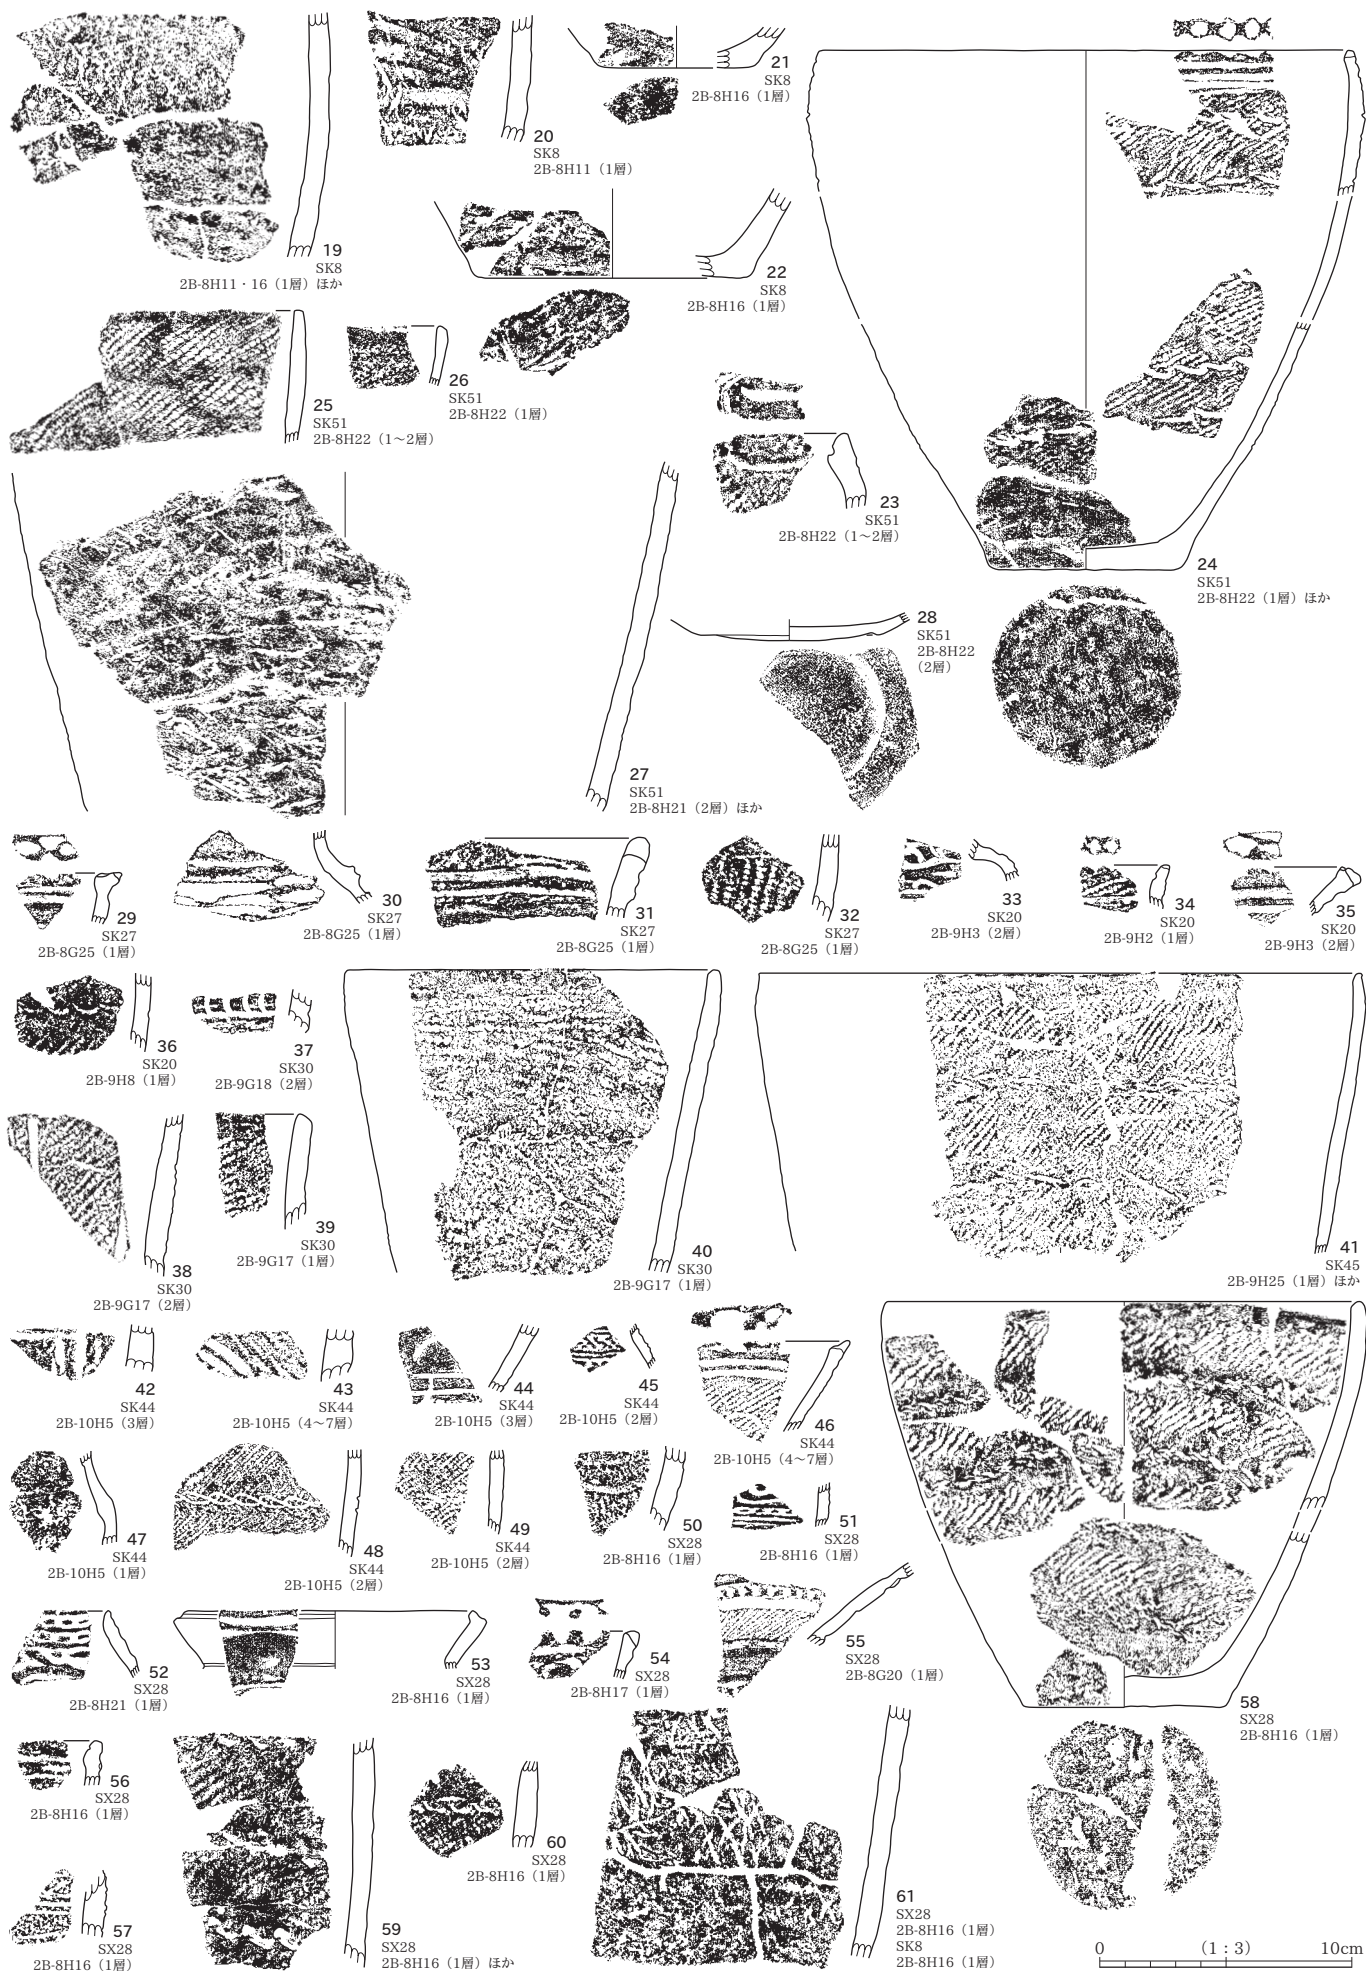 19
SK8
2B-8H11・16（1層）ほか
20
SK8
2B-8H11（1層）
21
SK8
2B-8H16（1層）
22
SK8
2B-8H16（1層）
23
SK51
2B-8H22（1～2層）
24
SK51
2B-8H22（1層）ほか
25
SK51
2B-8H22（1～2層）
26
SK51
2B-8H22（1層）
27
SK51
2B-8H21（2層）ほか
28
SK51
2B-8H22
（2層）
29
SK27
2B-8G25（1層）
30
SK27
2B-8G25（1層）
31
SK27
2B-8G25（1層）
32
SK27
2B-8G25（1層）
33
SK20
2B-9H3（2層）
34
SK20
2B-9H2（1層）
35
SK20
2B-9H3（2層）
36
SK20
2B-9H8（1層）
37
SK30
2B-9G18（2層）
38
SK30
2B-9G17（2層）
39
SK30
2B-9G17（1層）
40
SK30
2B-9G17（1層）
41
SK45
2B-9H25（1層）ほか
42
SK44
2B-10H5（3層）
43
SK44
2B-10H5（4～7層）
44
SK44
2B-10H5（3層）
45
SK44
2B-10H5（2層）
46
SK44
2B-10H5（4～7層）
47
SK44
2B-10H5（1層）
48
SK44
2B-10H5（2層）
49
SK44
2B-10H5（2層）
50
SX28
2B-8H16（1層）
51
SX28
2B-8H16（1層）
52
SX28
2B-8H21（1層）
53
SX28
2B-8H16（1層）
54
SX28
2B-8H17（1層）
55
SX28
2B-8G20（1層）
56
SX28
2B-8H16（1層）
57
SX28
2B-8H16（1層）
58
SX28
2B-8H16（1層）
59
SX28
2B-8H16（1層）ほか
60
SX28
2B-8H16（1層）
61
SX28
2B-8H16（1層）
SK8
2B-8H16（1層）
0 （1：3） 10cm